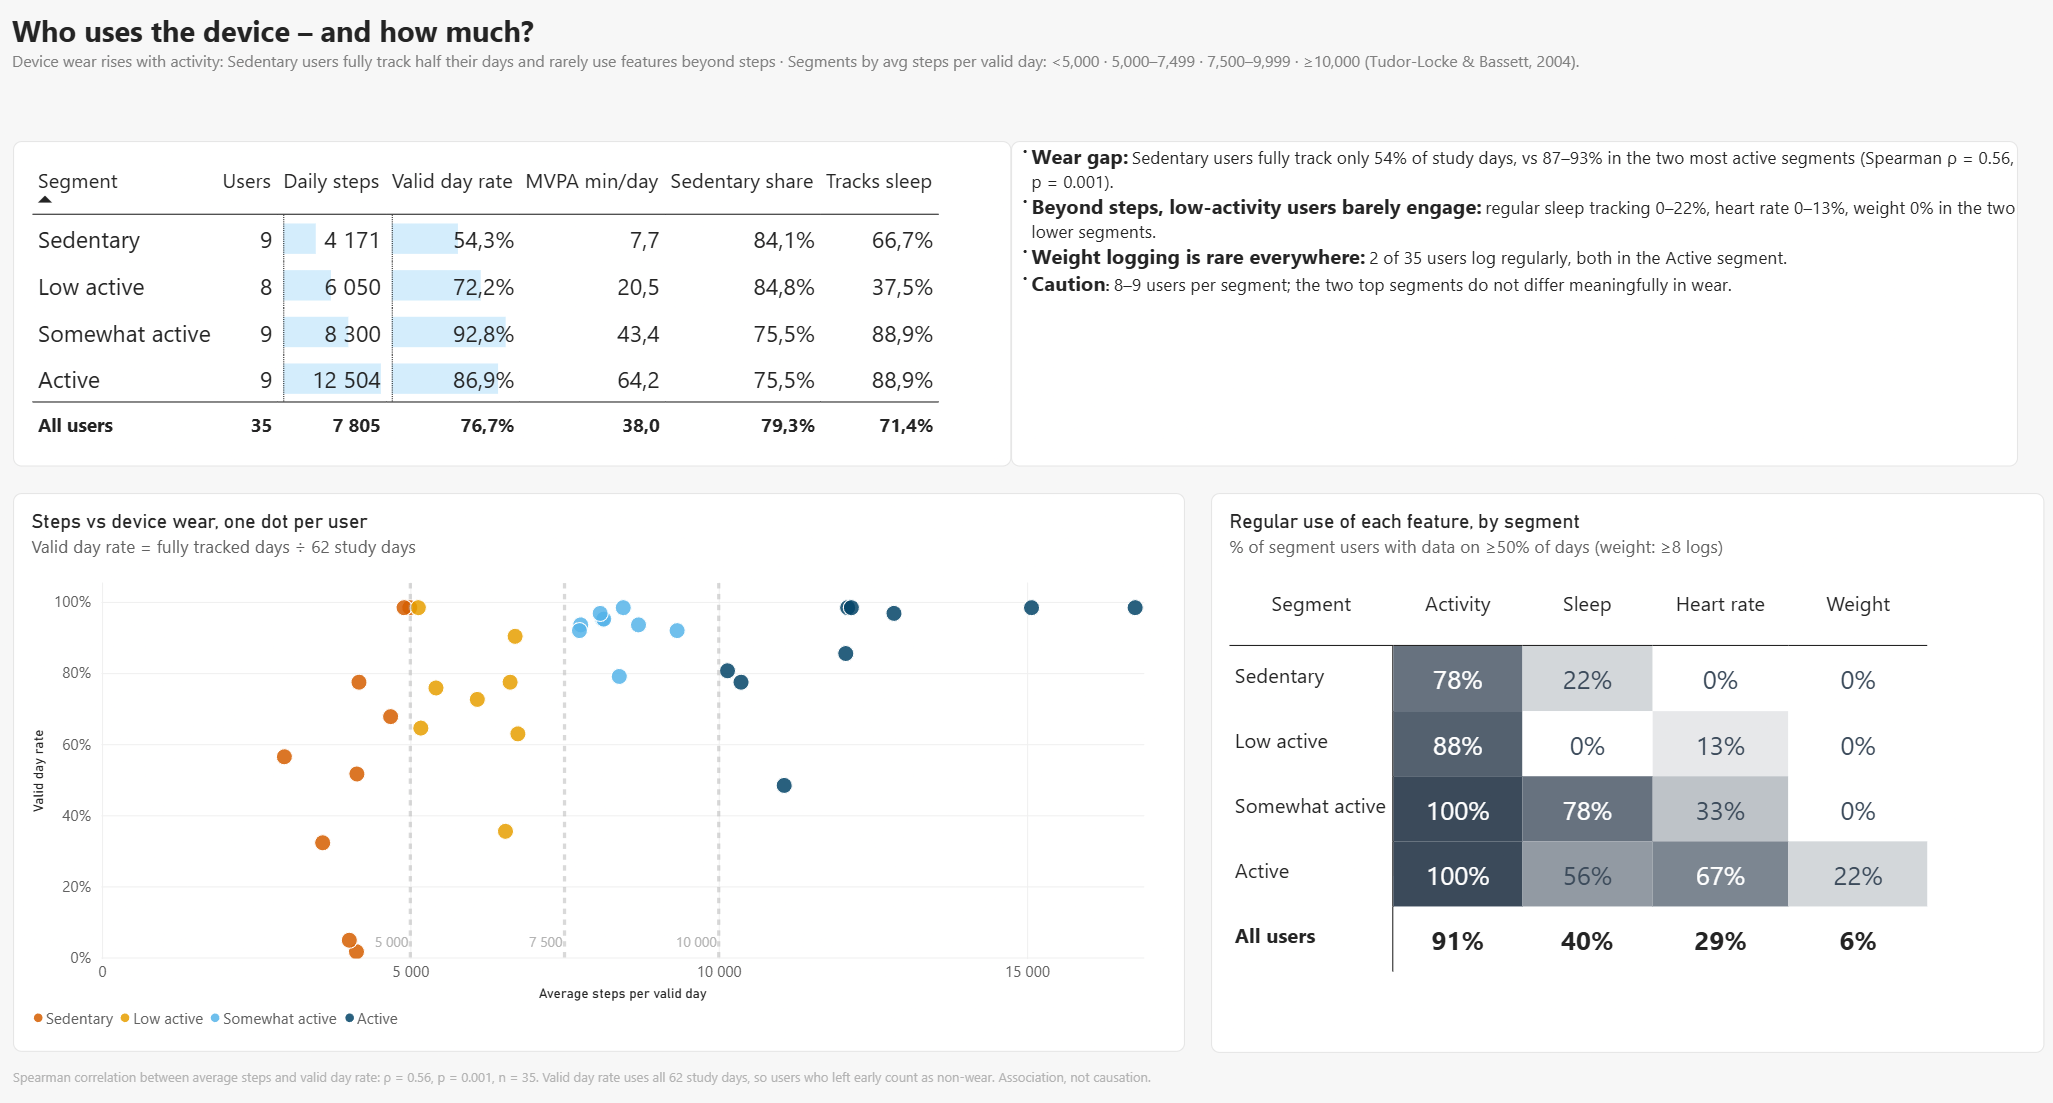 Who uses the device – and how much?
Device wear rises with activity: Sedentary users fully track half their days and rarely use features beyond steps · Segments by avg steps per valid day: <5,000 · 5,000–7,499 · 7,500–9,999 · ≥10,000 (Tudor-Locke & Bassett, 2004).
Segment Users Daily steps Valid day rate MVPA min/day Sedentary share Tracks sleep
Sedentary 9 4 171 54,3% 7,7 84,1% 66,7%
Low active 8 6 050 72,2% 20,5 84,8% 37,5%
Somewhat active 9 8 300 92,8% 43,4 75,5% 88,9%
Active 9 12 504 86,9% 64,2 75,5% 88,9%
All users 35 7 805 76,7% 38,0 79,3% 71,4%
• Wear gap: Sedentary users fully track only 54% of study days, vs 87–93% in the two most active segments (Spearman ρ = 0.56,
p = 0.001).
• Beyond steps, low-activity users barely engage: regular sleep tracking 0–22%, heart rate 0–13%, weight 0% in the two
lower segments.
• Weight logging is rare everywhere: 2 of 35 users log regularly, both in the Active segment.
• Caution: 8–9 users per segment; the two top segments do not differ meaningfully in wear.
Steps vs device wear, one dot per user
Valid day rate = fully tracked days ÷ 62 study days
Valid day rate
100%
80%
60%
40%
20%
0%
5 000 7 500 10 000
0 5 000 10 000 15 000
Average steps per valid day
Sedentary Low active Somewhat active Active
Regular use of each feature, by segment
% of segment users with data on ≥50% of days (weight: ≥8 logs)
Segment Activity Sleep Heart rate Weight
Sedentary 78% 22% 0% 0%
Low active 88% 0% 13% 0%
Somewhat active 100% 78% 33% 0%
Active 100% 56% 67% 22%
All users 91% 40% 29% 6%
Spearman correlation between average steps and valid day rate: ρ = 0.56, p = 0.001, n = 35. Valid day rate uses all 62 study days, so users who left early count as non-wear. Association, not causation.